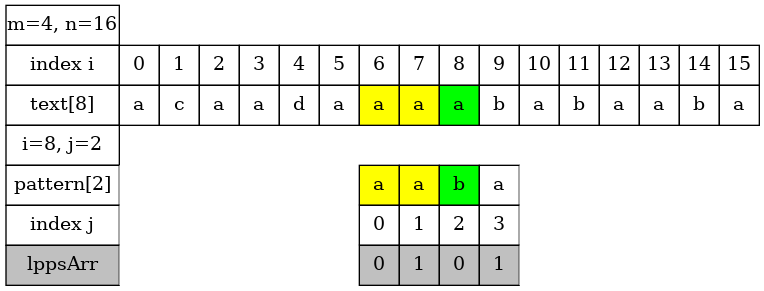 m=4, n=16
index i 0 1 2 3 4 5 6 7 8 9 10 11 12 13 14 15
text[8] a c a a d a a a a b a b a a b a
i=8, j=2
pattern[2] a a b a
index j 0 1 2 3
lppsArr 0 1 0 1